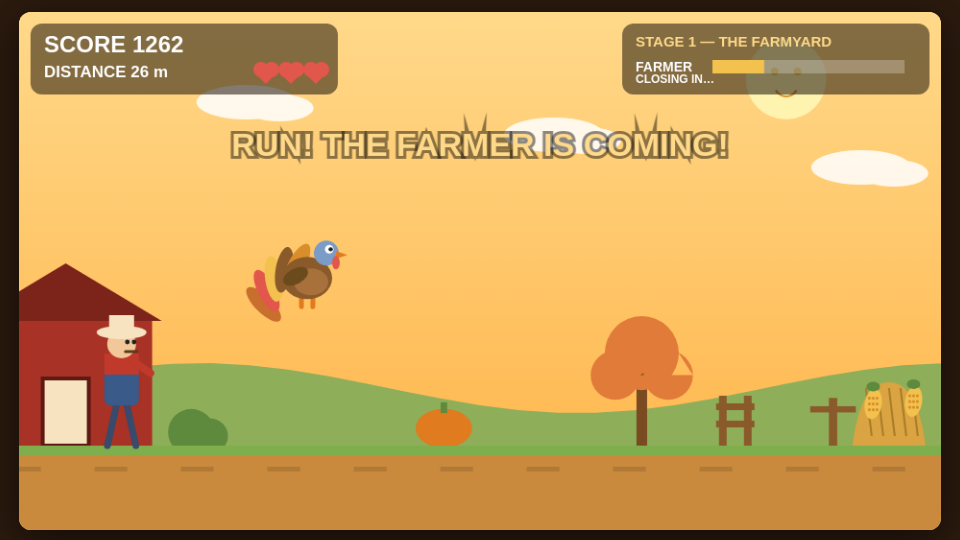 SCORE 1262
DISTANCE 26 m
STAGE 1 — THE FARMYARD
FARMER
CLOSING IN…
RUN! THE FARMER IS COMING!